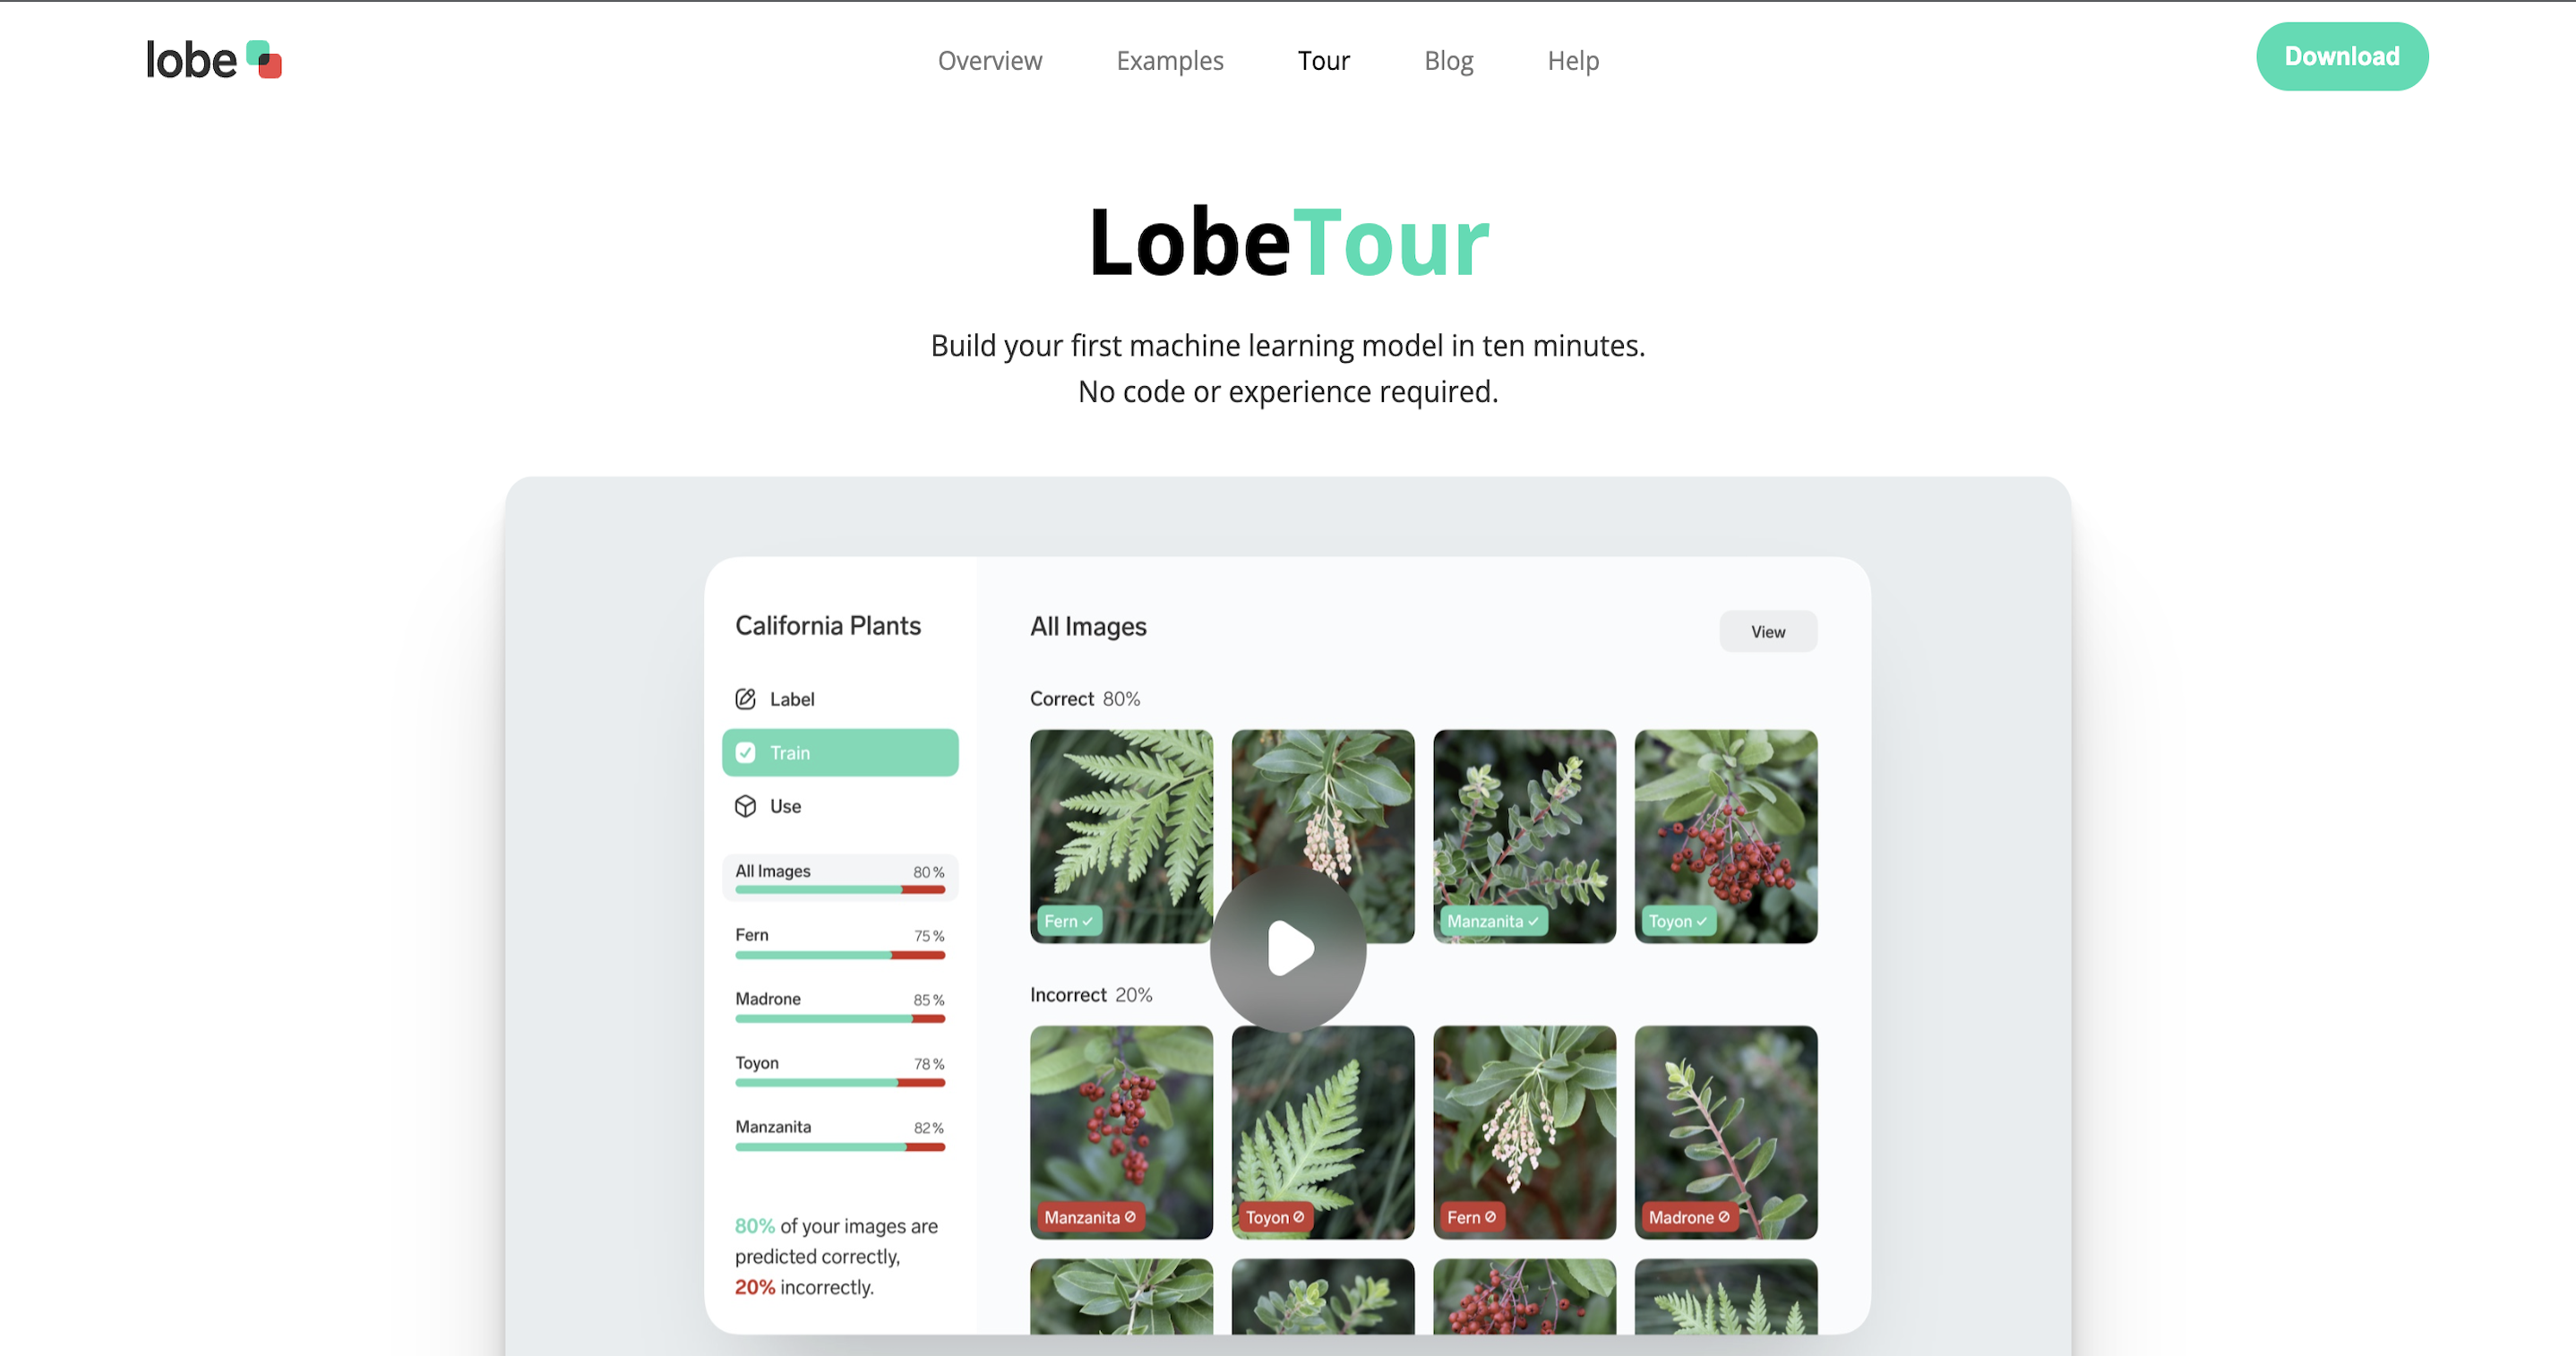 lobe
Overview Examples Tour Blog Help
Download
LobeTour
Build your first machine learning model in ten minutes.
No code or experience required.
California Plants
Label
Train
Use
All Images 80%
Fern 75%
Madrone 85%
Toyon 78%
Manzanita 82%
80% of your images are
predicted correctly,
20% incorrectly.
All Images
View
Correct 80%
Fern
Manzanita
Toyon
Incorrect 20%
Manzanita
Toyon
Fern
Madrone